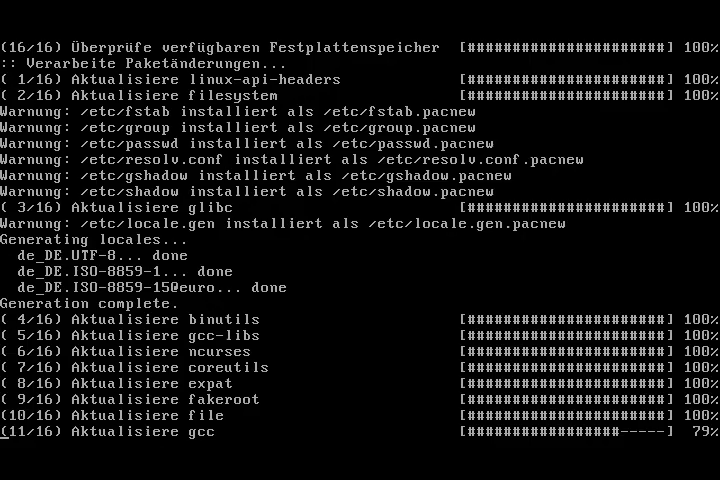 (16/16) Überprüfe verfügbaren Festplattenspeicher [######################] 100%
:: Verarbeite Paketänderungen...
( 1/16) Aktualisiere linux-api-headers [######################] 100%
( 2/16) Aktualisiere filesystem [######################] 100%
Warnung: /etc/fstab installiert als /etc/fstab.pacnew
Warnung: /etc/group installiert als /etc/group.pacnew
Warnung: /etc/passwd installiert als /etc/passwd.pacnew
Warnung: /etc/resolv.conf installiert als /etc/resolv.conf.pacnew
Warnung: /etc/gshadow installiert als /etc/gshadow.pacnew
Warnung: /etc/shadow installiert als /etc/shadow.pacnew
( 3/16) Aktualisiere glibc [######################] 100%
Warnung: /etc/locale.gen installiert als /etc/locale.gen.pacnew
Generating locales...
  de_DE.UTF-8... done
  de_DE.ISO-8859-1... done
  de_DE.ISO-8859-15@euro... done
Generation complete.
( 4/16) Aktualisiere binutils [######################] 100%
( 5/16) Aktualisiere gcc-libs [######################] 100%
( 6/16) Aktualisiere ncurses [######################] 100%
( 7/16) Aktualisiere coreutils [######################] 100%
( 8/16) Aktualisiere expat [######################] 100%
( 9/16) Aktualisiere fakeroot [######################] 100%
(10/16) Aktualisiere file [######################] 100%
(11/16) Aktualisiere gcc [#################-----] 79%